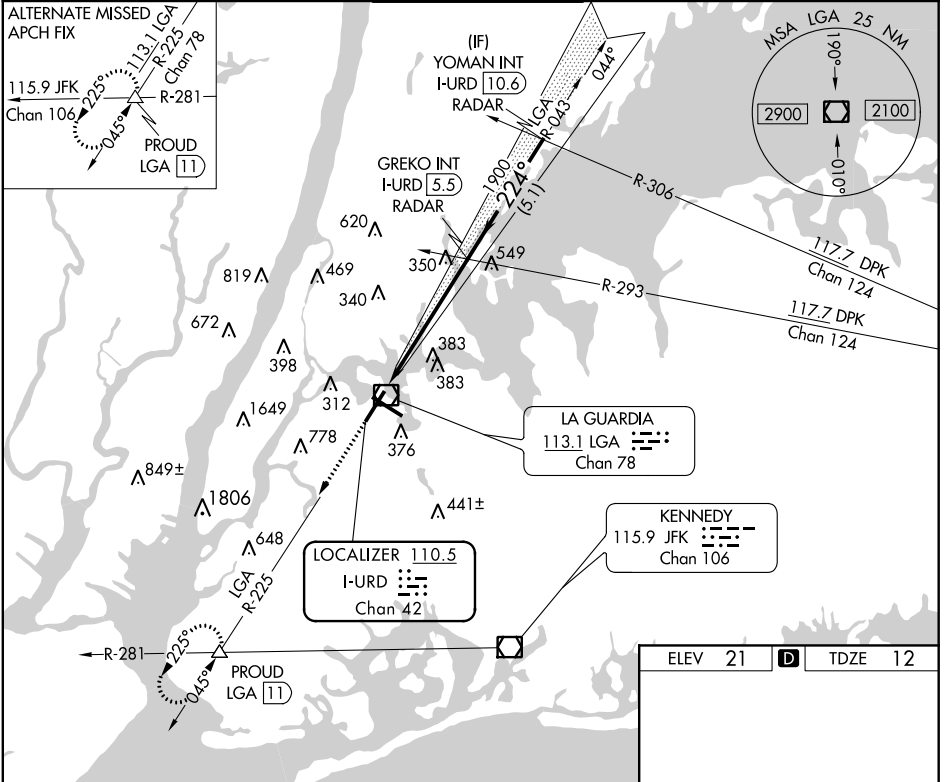 ALTERNATE MISSED
APCH FIX
113.1 LGA
R-225
Chan 78
115.9 JFK
Chan 106
R-281
225°
045°
PROUD
LGA 11
(IF)
YOMAN INT
I-URD 10.6
RADAR
LGA
R-043
044°
MSA LGA 25 NM
190°
2900
2100
010°
GREKO INT
I-URD 5.5
RADAR
1900
224°
(5.1)
R-306
117.7 DPK
Chan 124
R-293
117.7 DPK
Chan 124
620
350
549
819
469
340
672
398
383
383
312
1649
778
376
849±
1806
441±
648
LA GUARDIA
113.1 LGA
Chan 78
KENNEDY
115.9 JFK
Chan 106
LOCALIZER 110.5
I-URD
Chan 42
LGA
R-225
R-281
225°
045°
PROUD
LGA 11
ELEV 21 D TDZE 12